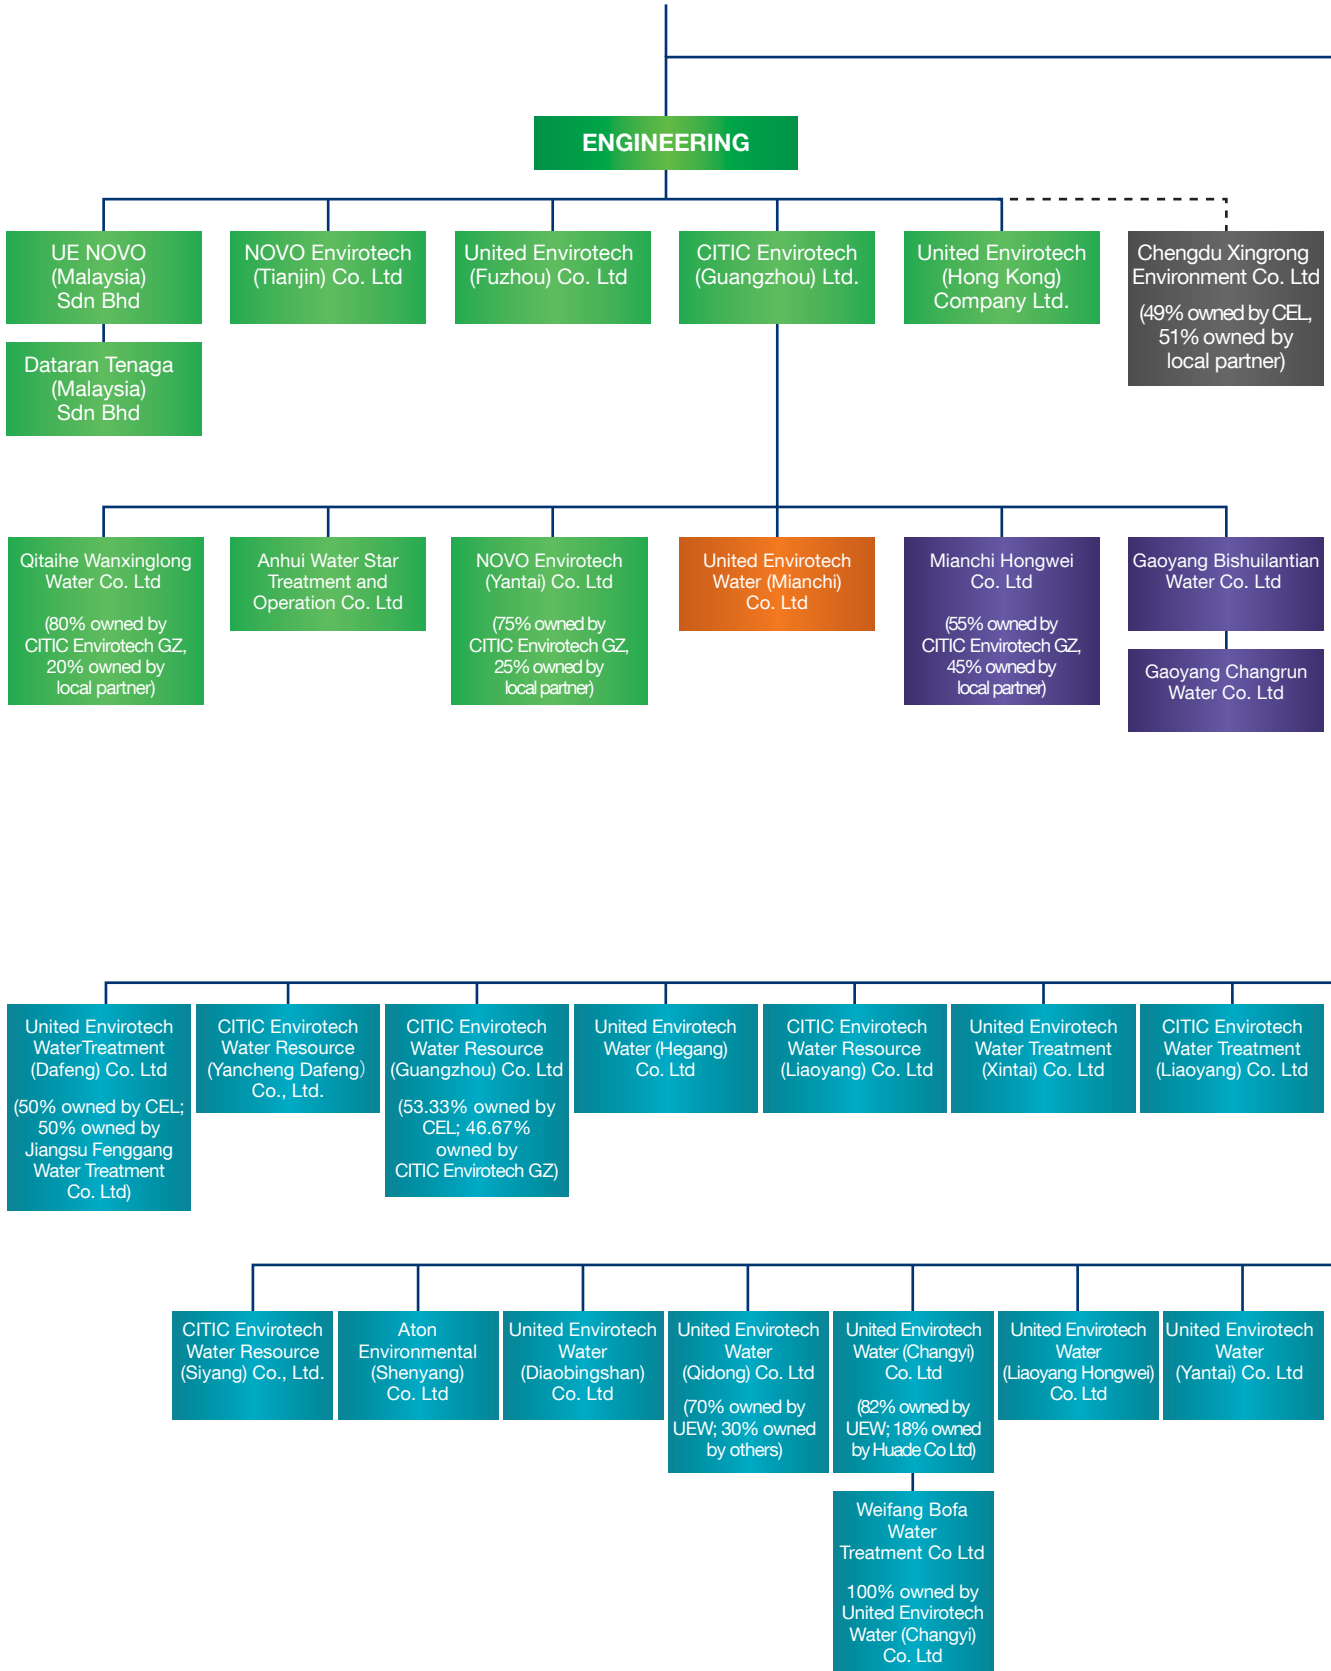 ENGINEERING
UE NOVO
(Malaysia)
Sdn Bhd
NOVO Envirotech
(Tianjin) Co. Ltd
United Envirotech
(Fuzhou) Co. Ltd
CITIC Envirotech
(Guangzhou) Ltd.
United Envirotech
(Hong Kong)
Company Ltd.
Chengdu Xingrong
Environment Co. Ltd
(49% owned by CEL,
51% owned by
local partner)
Dataran Tenaga
(Malaysia)
Sdn Bhd
Qitaihe Wanxinglong
Water Co. Ltd
(80% owned by
CITIC Envirotech GZ,
20% owned by
local partner)
Anhui Water Star
Treatment and
Operation Co. Ltd
NOVO Envirotech
(Yantai) Co. Ltd
(75% owned by
CITIC Envirotech GZ,
25% owned by
local partner)
United Envirotech
Water (Mianchi)
Co. Ltd
Mianchi Hongwei
Co. Ltd
(55% owned by
CITIC Envirotech GZ,
45% owned by
local partner)
Gaoyang Bishuilantian
Water Co. Ltd
Gaoyang Changrun
Water Co. Ltd
United Envirotech
WaterTreatment
(Dafeng) Co. Ltd
(50% owned by CEL;
50% owned by
Jiangsu Fenggang
Water Treatment
Co. Ltd)
CITIC Envirotech
Water Resource
(Yancheng Dafeng)
Co., Ltd.
CITIC Envirotech
Water Resource
(Guangzhou) Co. Ltd
(53.33% owned by
CEL; 46.67%
owned by
CITIC Envirotech GZ)
United Envirotech
Water (Hegang)
Co. Ltd
CITIC Envirotech
Water Resource
(Liaoyang) Co. Ltd
United Envirotech
Water Treatment
(Xintai) Co. Ltd
CITIC Envirotech
Water Treatment
(Liaoyang) Co. Ltd
CITIC Envirotech
Water Resource
(Siyang) Co., Ltd.
Aton
Environmental
(Shenyang)
Co. Ltd
United Envirotech
Water
(Diaobingshan)
Co. Ltd
United Envirotech
Water
(Qidong) Co. Ltd
(70% owned by
UEW; 30% owned
by others)
United Envirotech
Water (Changyi)
Co. Ltd
(82% owned by
UEW; 18% owned
by Huade Co Ltd)
United Envirotech
Water
(Liaoyang Hongwei)
Co. Ltd
United Envirotech
Water
(Yantai) Co. Ltd
Weifang Bofa
Water
Treatment Co Ltd
100% owned by
United Envirotech
Water (Changyi)
Co. Ltd